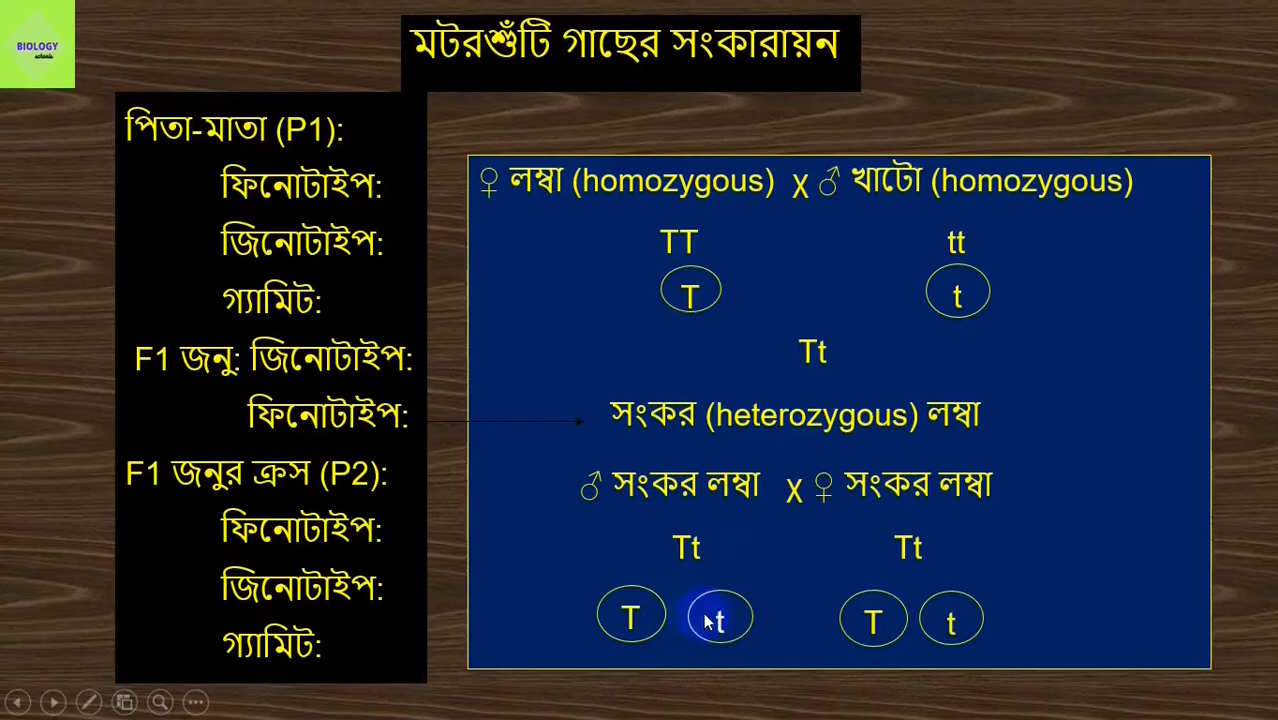 BIOLOGY
schools
মটরশুঁটি গাছের সংকারায়ন
পিতা-মাতা (P1):
ফিনোটাইপ:
♀ লম্বা (homozygous) X ♂ খাটো (homozygous)
জিনোটাইপ:
TT tt
গ্যামিট:
T t
F1 জনু: জিনোটাইপ:
Tt
ফিনোটাইপ:
সংকর (heterozygous) লম্বা
F1 জনুর ক্রস (P2):
♂ সংকর লম্বা X ♀ সংকর লম্বা
ফিনোটাইপ:
Tt Tt
জিনোটাইপ:
T t T t
গ্যামিট: